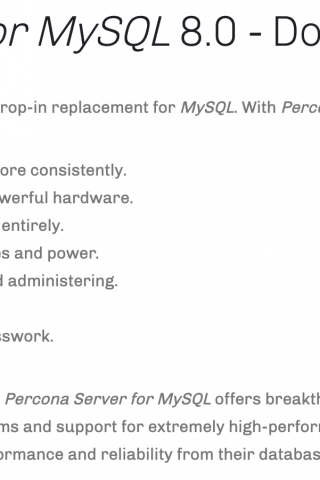 or MySQL 8.0 - Do
rop-in replacement for MySQL. With Perc
ore consistently.
werful hardware.
entirely.
s and power.
d administering.
sswork.
Percona Server for MySQL offers breakth
ms and support for extremely high-perfor
ormance and reliability from their databas